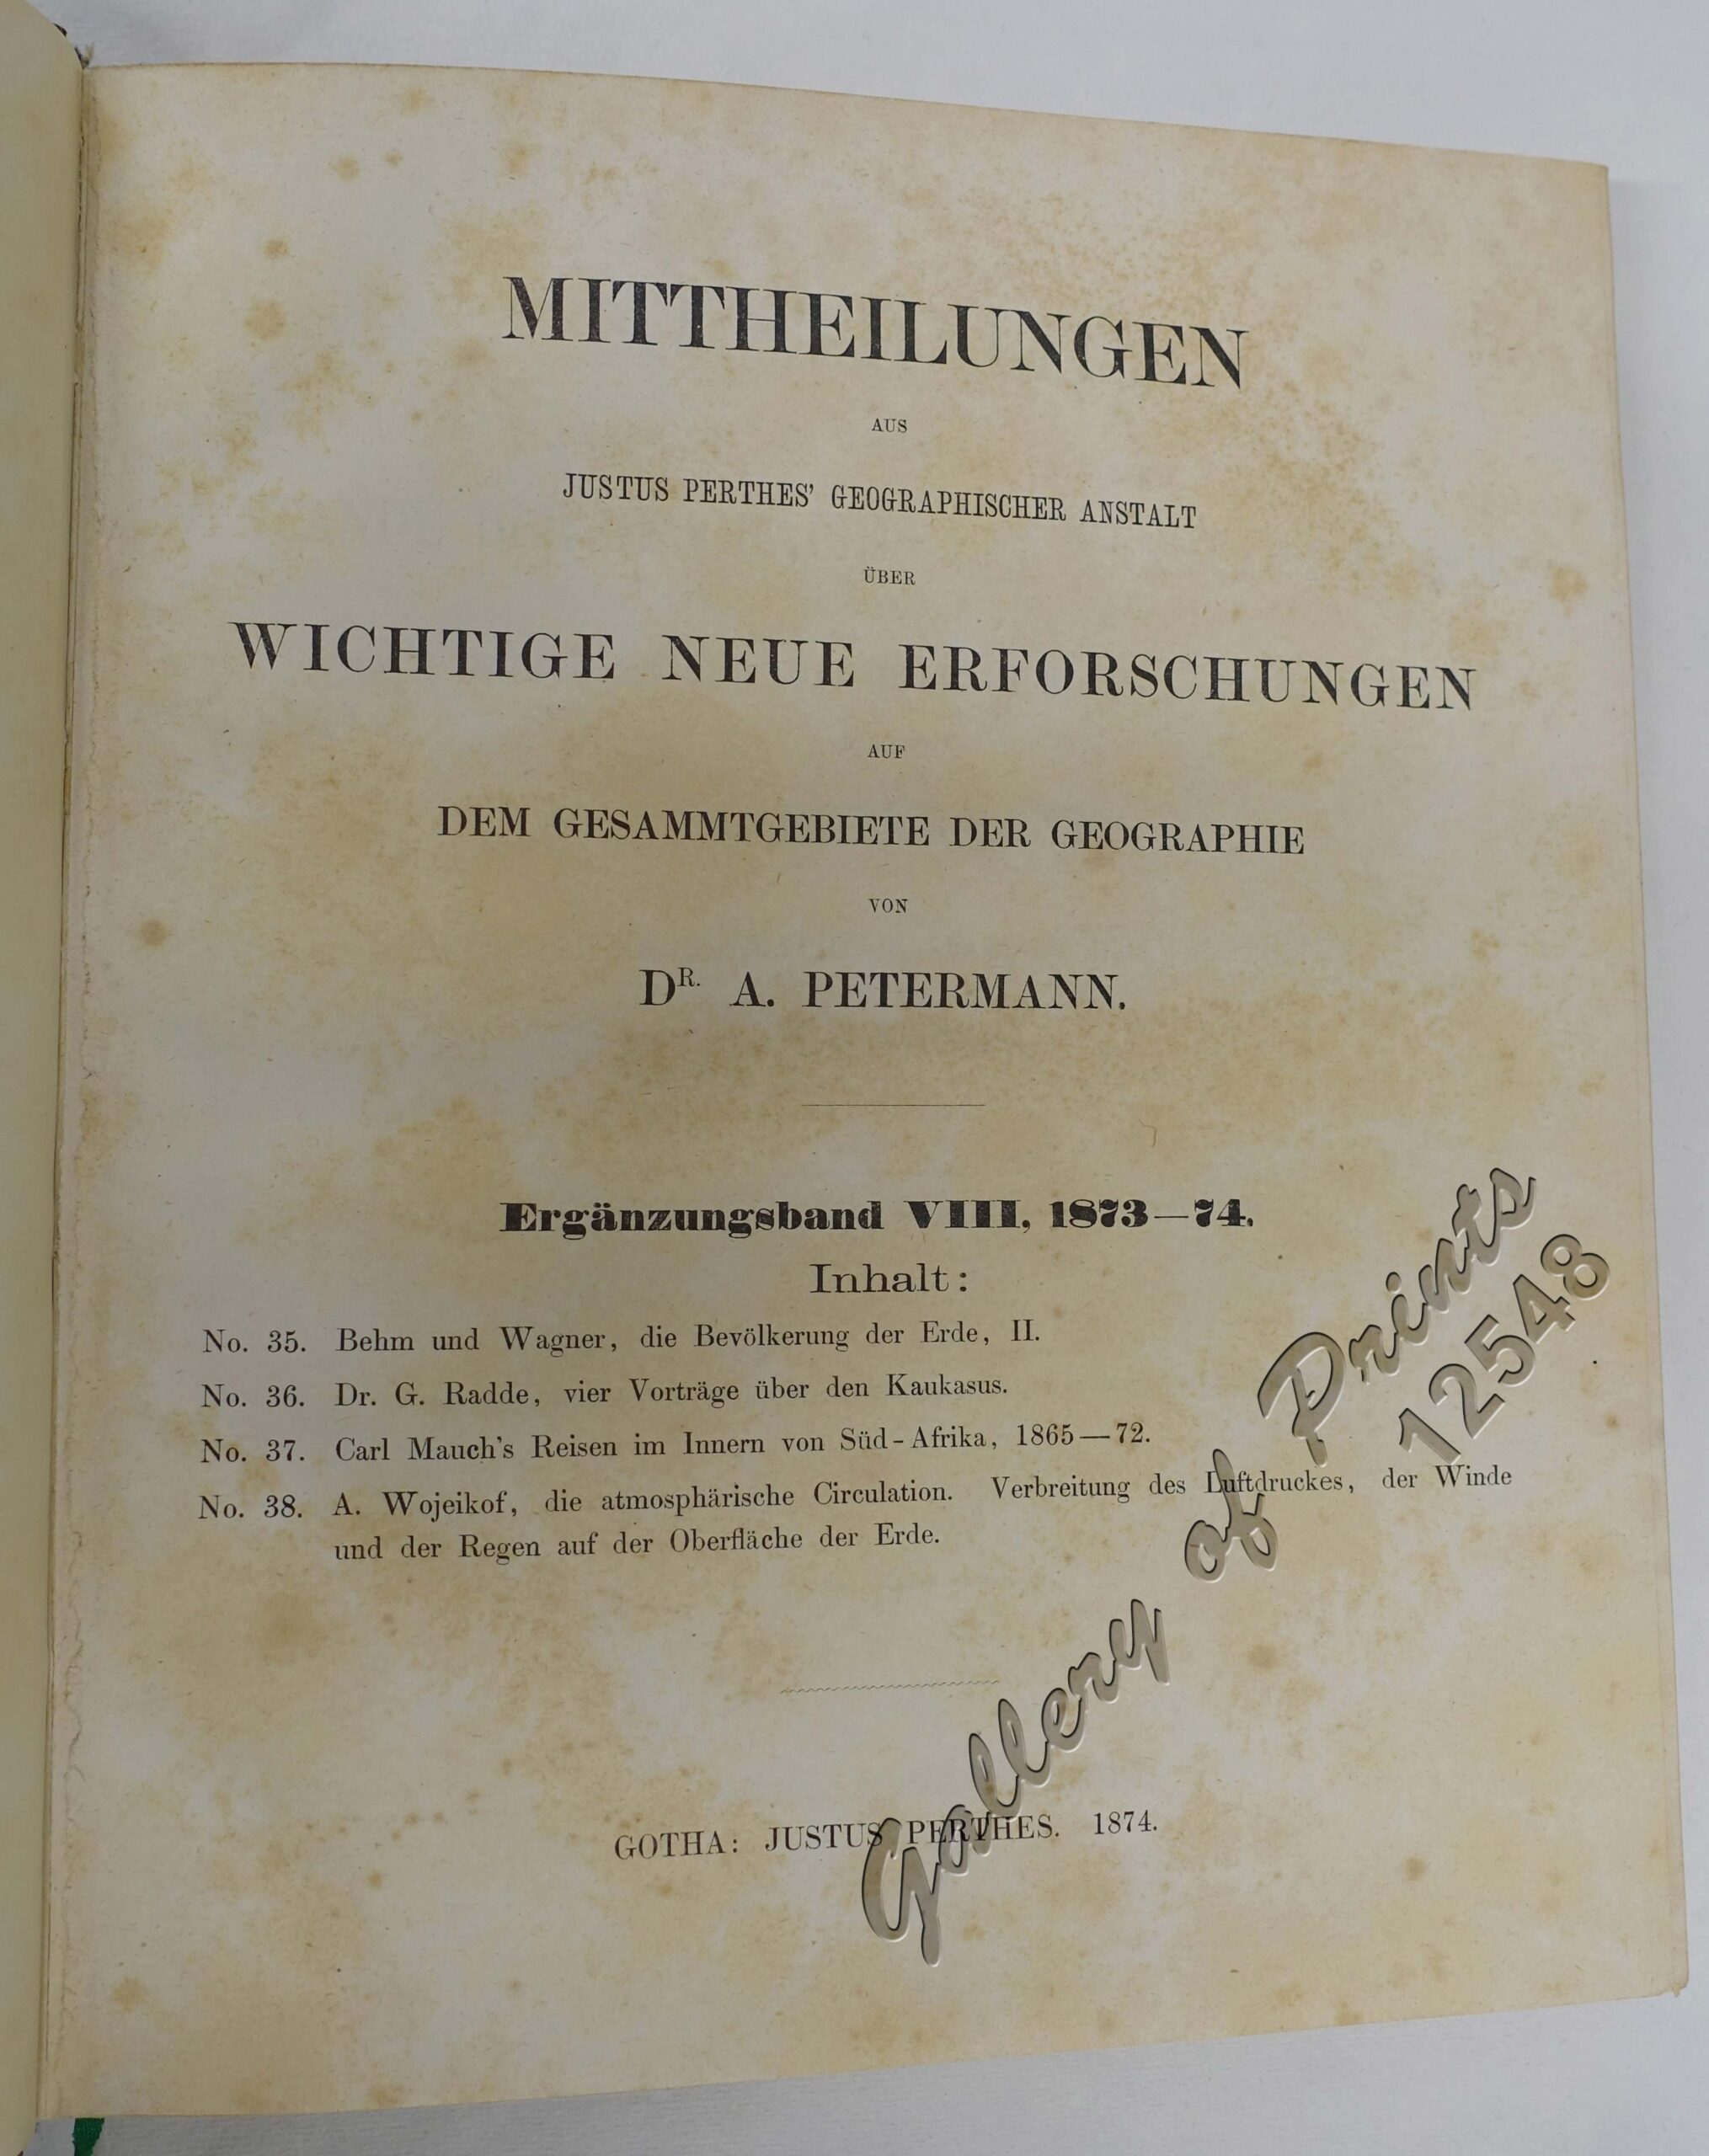 MITTHEILUNGEN
AUS
JUSTUS PERTHES' GEOGRAPHISCHER ANSTALT
ÜBER
WICHTIGE NEUE ERFORSCHUNGEN
AUF
DEM GESAMMTGEBIETE DER GEOGRAPHIE
VON
DR. A. PETERMANN.
Ergänzungsband VIII, 1873—74.
Inhalt:
No. 35. Behm und Wagner, die Bevölkerung der Erde, II.
No. 36. Dr. G. Radde, vier Vorträge über den Kaukasus.
No. 37. Carl Mauch's Reisen im Innern von Süd-Afrika, 1865—72.
No. 38. A. Wojeikof, die atmosphärische Circulation. Verbreitung des Luftdruckes, der Winde
und der Regen auf der Oberfläche der Erde.
GOTHA: JUSTUS PERTHES. 1874.
Gallery of Prints
12548